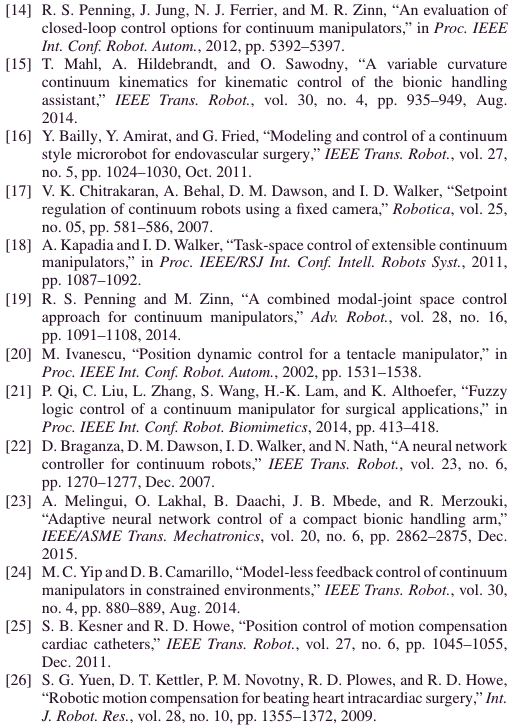 [14] R. S. Penning, J. Jung, N. J. Ferrier, and M. R. Zinn, “An evaluation of
closed-loop control options for continuum manipulators,” in Proc. IEEE
Int. Conf. Robot. Autom., 2012, pp. 5392–5397.
[15] T. Mahl, A. Hildebrandt, and O. Sawodny, “A variable curvature
continuum kinematics for kinematic control of the bionic handling
assistant,” IEEE Trans. Robot., vol. 30, no. 4, pp. 935–949, Aug.
2014.
[16] Y. Bailly, Y. Amirat, and G. Fried, “Modeling and control of a continuum
style microrobot for endovascular surgery,” IEEE Trans. Robot., vol. 27,
no. 5, pp. 1024–1030, Oct. 2011.
[17] V. K. Chitrakaran, A. Behal, D. M. Dawson, and I. D. Walker, “Setpoint
regulation of continuum robots using a fixed camera,” Robotica, vol. 25,
no. 05, pp. 581–586, 2007.
[18] A. Kapadia and I. D. Walker, “Task-space control of extensible continuum
manipulators,” in Proc. IEEE/RSJ Int. Conf. Intell. Robots Syst., 2011,
pp. 1087–1092.
[19] R. S. Penning and M. Zinn, “A combined modal-joint space control
approach for continuum manipulators,” Adv. Robot., vol. 28, no. 16,
pp. 1091–1108, 2014.
[20] M. Ivanescu, “Position dynamic control for a tentacle manipulator,” in
Proc. IEEE Int. Conf. Robot. Autom., 2002, pp. 1531–1538.
[21] P. Qi, C. Liu, L. Zhang, S. Wang, H.-K. Lam, and K. Althoefer, “Fuzzy
logic control of a continuum manipulator for surgical applications,” in
Proc. IEEE Int. Conf. Robot. Biomimetics, 2014, pp. 413–418.
[22] D. Braganza, D. M. Dawson, I. D. Walker, and N. Nath, “A neural network
controller for continuum robots,” IEEE Trans. Robot., vol. 23, no. 6,
pp. 1270–1277, Dec. 2007.
[23] A. Melingui, O. Lakhal, B. Daachi, J. B. Mbede, and R. Merzouki,
“Adaptive neural network control of a compact bionic handling arm,”
IEEE/ASME Trans. Mechatronics, vol. 20, no. 6, pp. 2862–2875, Dec.
2015.
[24] M. C. Yip and D. B. Camarillo, “Model-less feedback control of continuum
manipulators in constrained environments,” IEEE Trans. Robot., vol. 30,
no. 4, pp. 880–889, Aug. 2014.
[25] S. B. Kesner and R. D. Howe, “Position control of motion compensation
cardiac catheters,” IEEE Trans. Robot., vol. 27, no. 6, pp. 1045–1055,
Dec. 2011.
[26] S. G. Yuen, D. T. Kettler, P. M. Novotny, R. D. Plowes, and R. D. Howe,
“Robotic motion compensation for beating heart intracardiac surgery,” Int.
J. Robot. Res., vol. 28, no. 10, pp. 1355–1372, 2009.